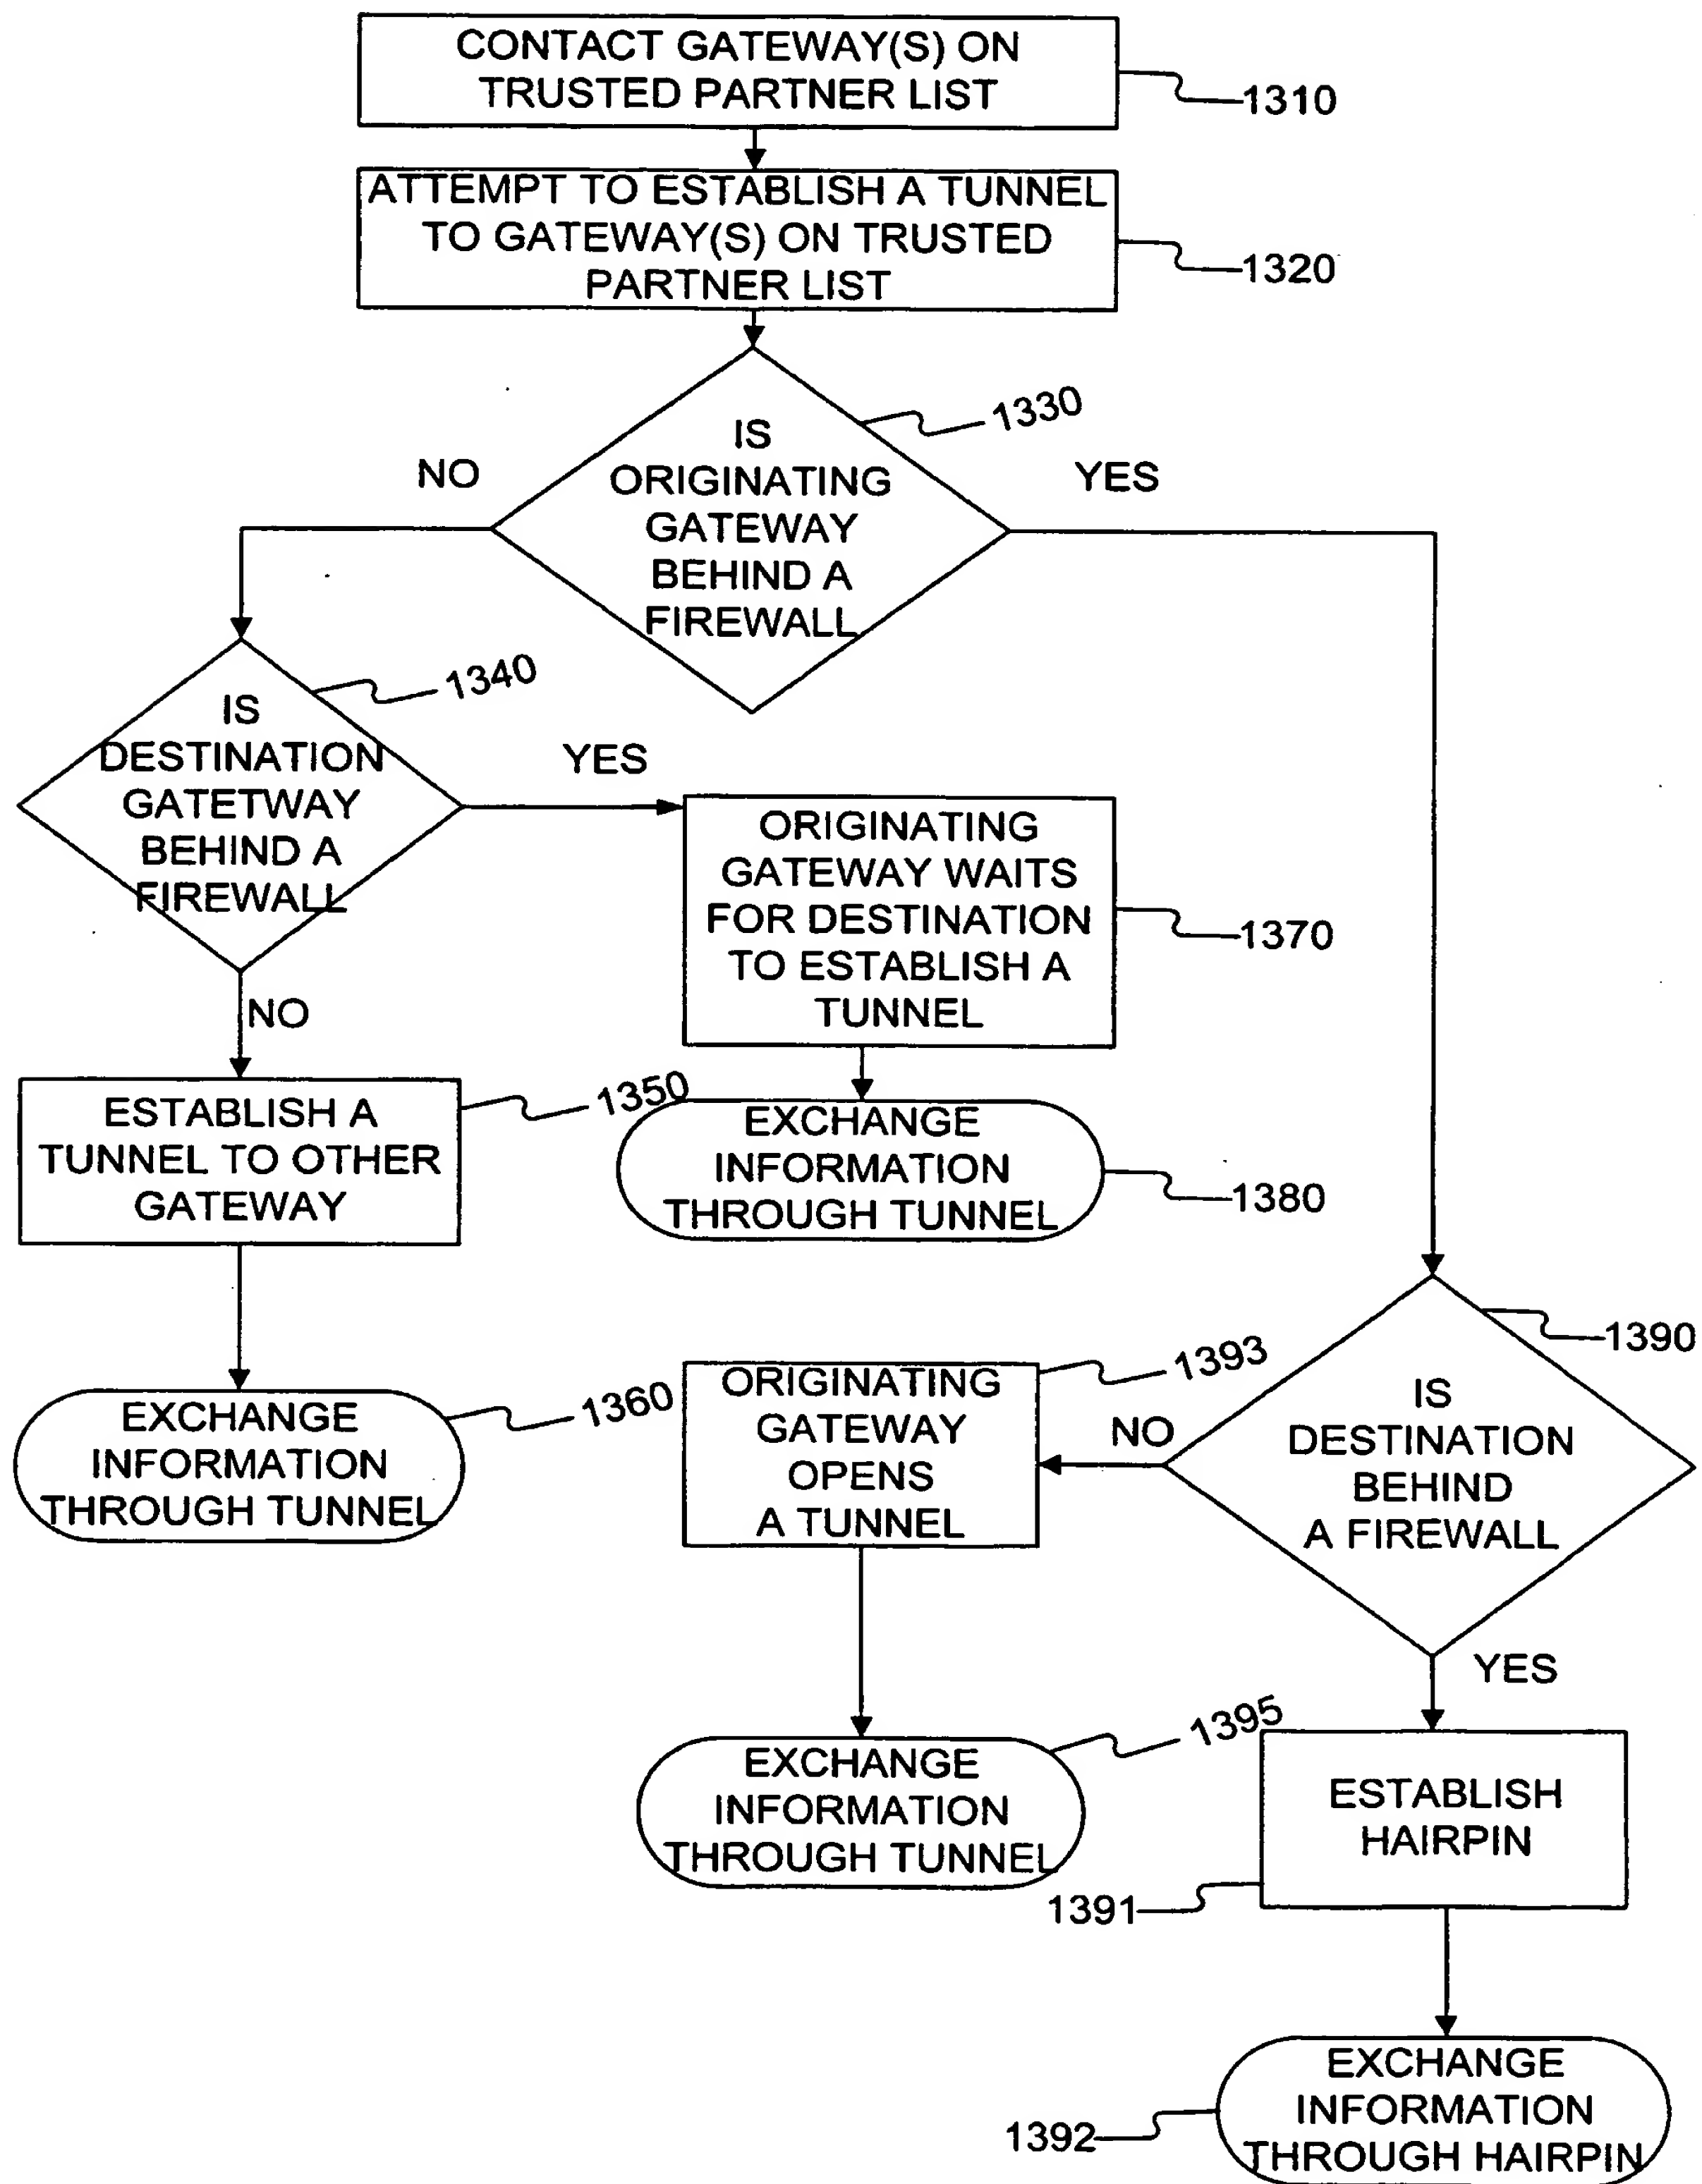 CONTACT GATEWAY(S) ON
TRUSTED PARTNER LIST
1310
ATTEMPT TO ESTABLISH A TUNNEL
TO GATEWAY(S) ON TRUSTED
PARTNER LIST
1320
1330
IS
ORIGINATING
GATEWAY
BEHIND A
FIREWALL
NO
YES
1340
IS
DESTINATION
GATETWAY
BEHIND A
FIREWALL
YES
NO
ORIGINATING
GATEWAY WAITS
FOR DESTINATION
TO ESTABLISH A
TUNNEL
1370
1350
ESTABLISH A
TUNNEL TO OTHER
GATEWAY
EXCHANGE
INFORMATION
THROUGH TUNNEL
1380
1360
EXCHANGE
INFORMATION
THROUGH TUNNEL
1390
IS
DESTINATION
BEHIND
A FIREWALL
NO
YES
1393
ORIGINATING
GATEWAY
OPENS
A TUNNEL
1395
EXCHANGE
INFORMATION
THROUGH TUNNEL
ESTABLISH
HAIRPIN
1391
EXCHANGE
INFORMATION
THROUGH HAIRPIN
1392